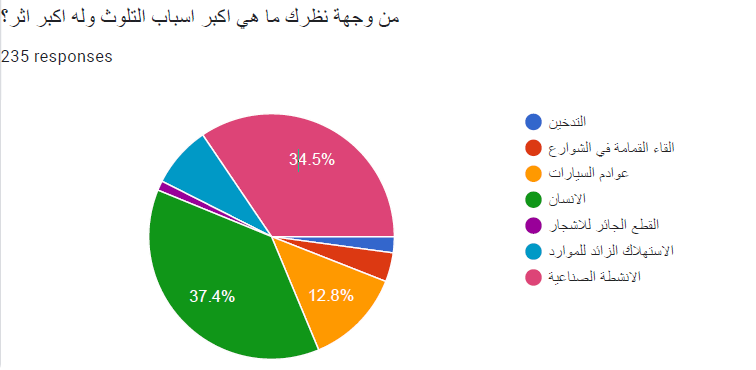 من وجهة نظرك ما هي اكبر اسباب التلوث وله اكبر اثر؟
235 responses
34.5%
12.8%
37.4%
التدخين
القاء القمامة في الشوارع
عوادم السيارات
الانسان
القطع الجائر للاشجار
الاستهلاك الزائد للموارد
الانشطة الصناعية